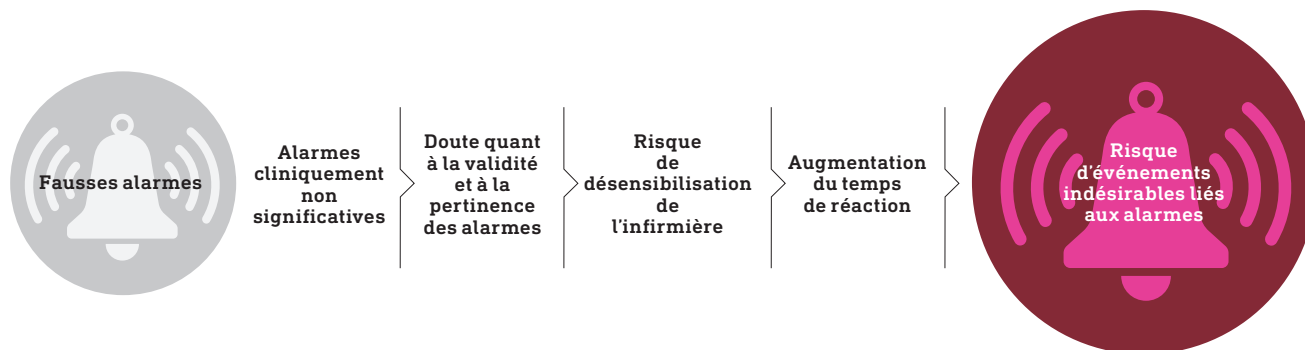 Fausses alarmes
Alarmes
cliniquement
non
significatives
Doute quant
à la validité
et à la
pertinence
des alarmes
Risque
de
désensibilisation
de
l'infirmière
Augmentation
du temps
de réaction
Risque
d'événements
indésirables liés
aux alarmes